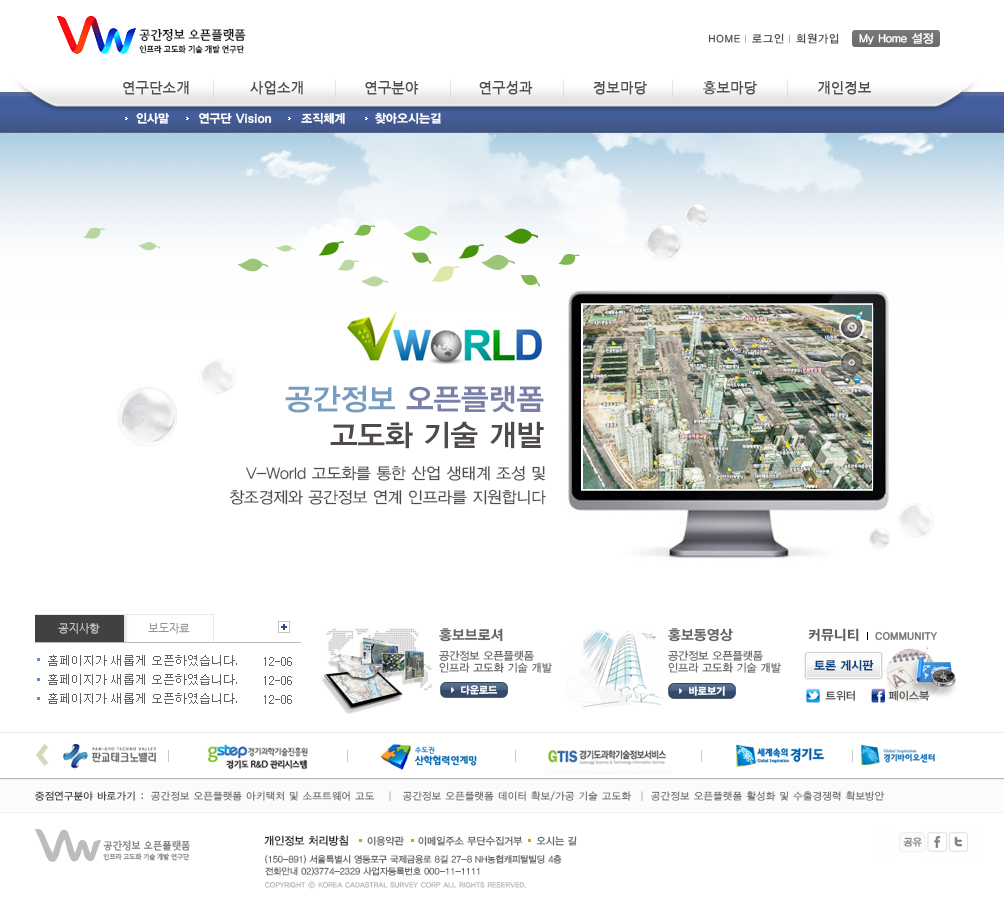 공간정보 오픈플랫폼
인프라 고도화 기술 개발 연구단
HOME | 로그인 | 회원가입 My Home 설정
연구단소개 사업소개 연구분야 연구성과 정보마당 홍보마당 개인정보
인사말 연구단 Vision 조직체계 찾아오시는길
VWORLD
공간정보 오픈플랫폼
고도화 기술 개발
V-World 고도화를 통한 산업 생태계 조성 및
창조경제와 공간정보 연계 인프라를 지원합니다
공지사항 보도자료
홈페이지가 새롭게 오픈하였습니다. 12-06
홈페이지가 새롭게 오픈하였습니다. 12-06
홈페이지가 새롭게 오픈하였습니다. 12-06
홍보브로셔
공간정보 오픈플랫폼
인프라 고도화 기술 개발
다운로드
홍보동영상
공간정보 오픈플랫폼
인프라 고도화 기술 개발
바로보기
커뮤니티 | COMMUNITY
토론 게시판
트위터 페이스북
PAN-GYO TECHNO VALLEY
판교테크노밸리
gstep 경기과학기술진흥원
경기도 R&D 관리시스템
수도권
산학협력연계망
GTIS 경기도과학기술정보서비스
세계속의 경기도
Global Inspiration
Global Inspiration
경기바이오센터
중점연구분야 바로가기 : 공간정보 오픈플랫폼 아키택처 및 소프트웨어 고도 | 공간정보 오픈플랫폼 데이터 확보/가공 기술 고도화 | 공간정보 오픈플랫폼 활성화 및 수출경쟁력 확보방안
공간정보 오픈플랫폼
인프라 고도화 기술 개발 연구단
개인정보 처리방침 이용약관 이메일주소 무단수집거부 오시는 길
(150-891) 서울특별시 영등포구 국제금융로 8길 27-8 NH농협캐피탈빌딩 4층
전화안내 02)3774-2329 사업자등록번호 000-11-1111
COPYRIGHT ⓒ KOREA CADASTRAL SURVEY CORP ALL RIGHTS RESERVED.
공유